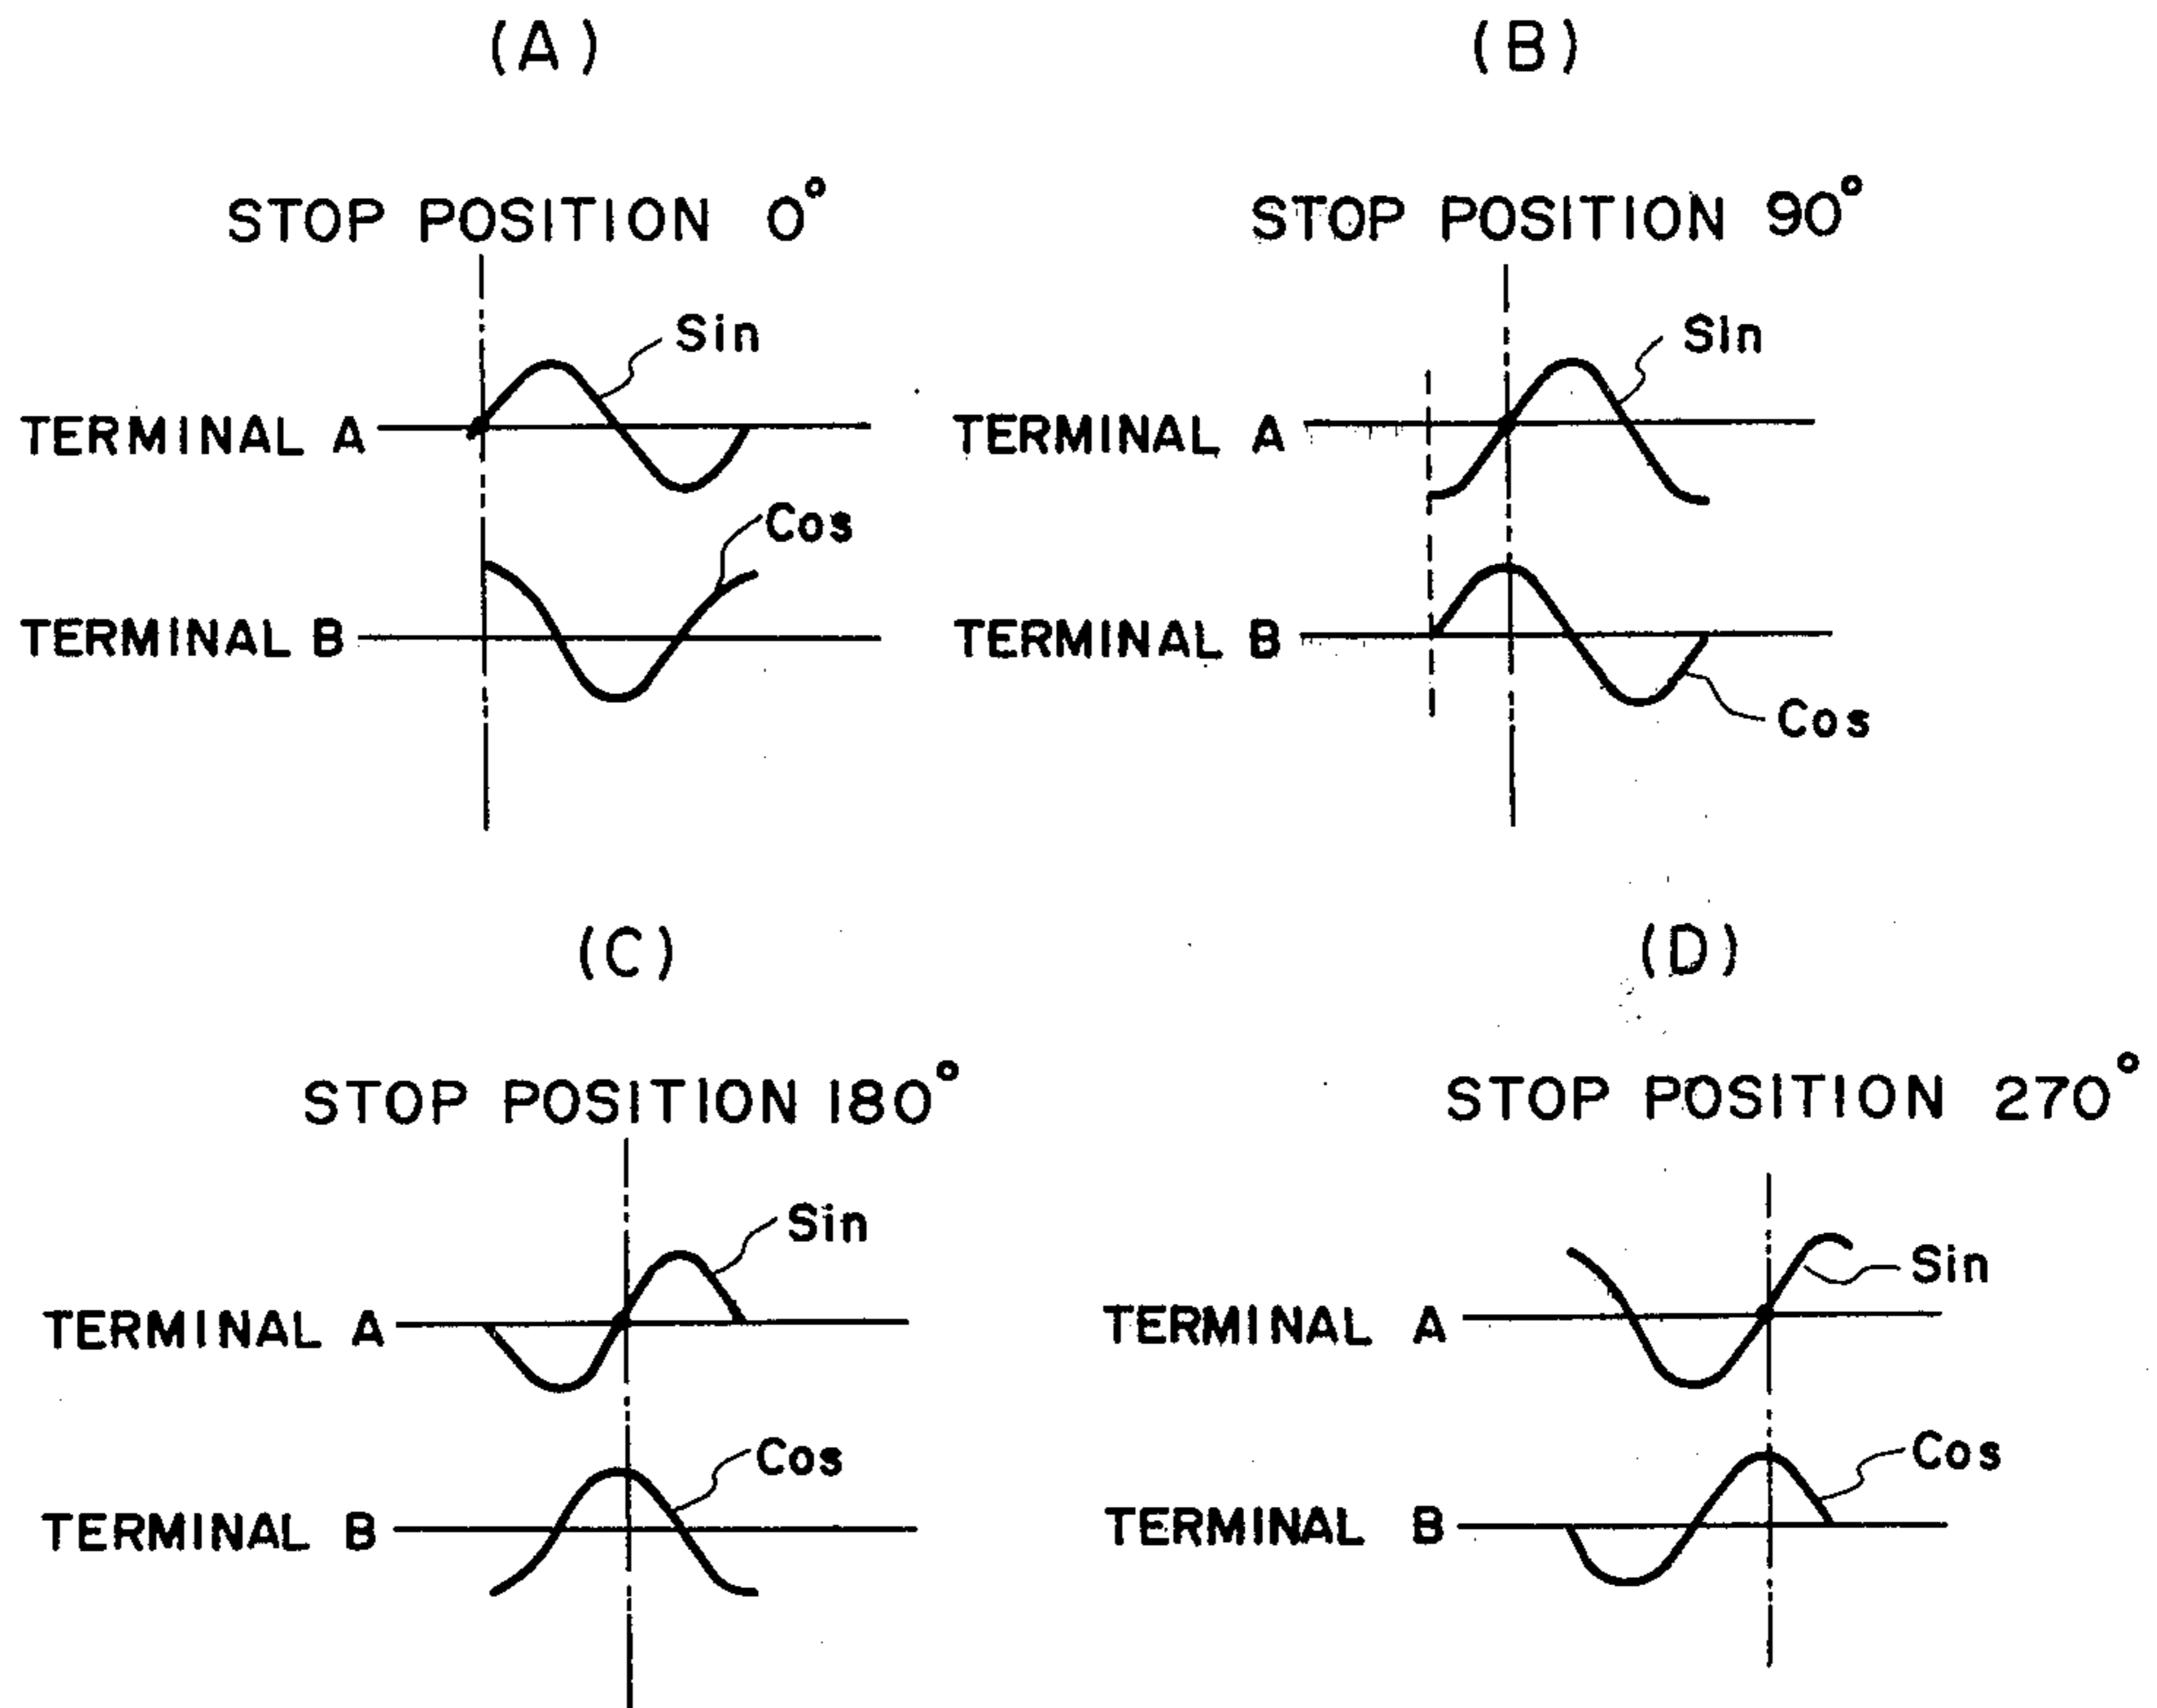 (A)
STOP POSITION 0°
Sin
TERMINAL A
Cos
TERMINAL B
(B)
STOP POSITION 90°
Sin
TERMINAL A
TERMINAL B
Cos
(C)
STOP POSITION 180°
Sin
TERMINAL A
Cos
TERMINAL B
(D)
STOP POSITION 270°
Sin
TERMINAL A
Cos
TERMINAL B